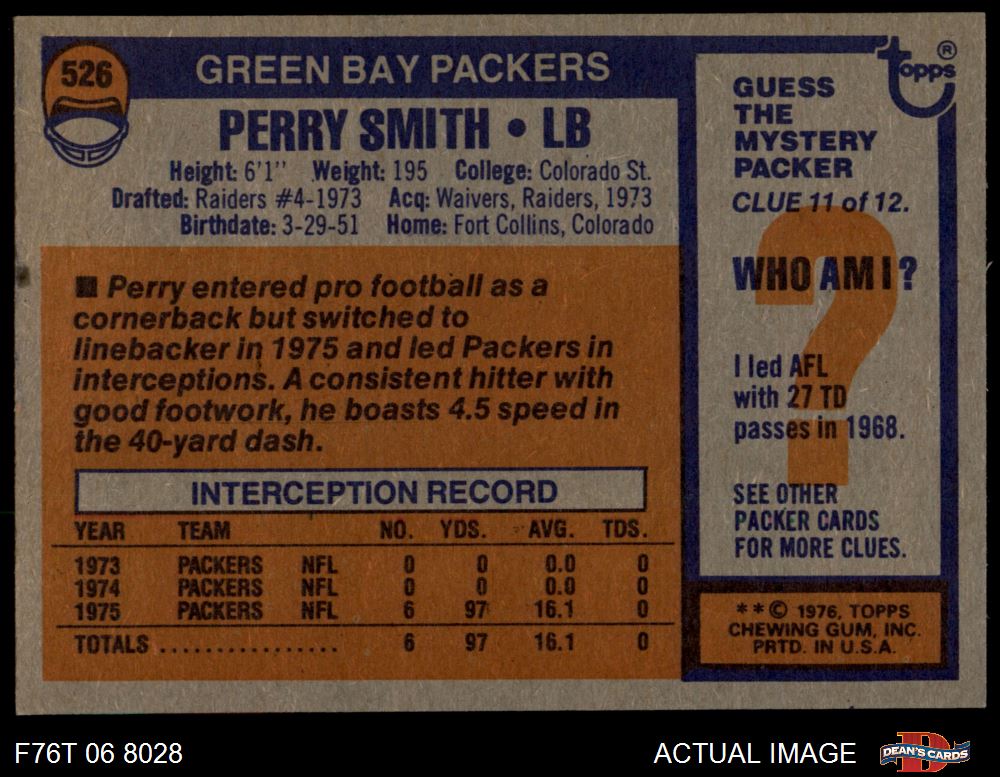 526
GREEN BAY PACKERS
PERRY SMITH • LB
Height: 6'1" Weight: 195 College: Colorado St.
Drafted: Raiders #4-1973 Acq: Waivers, Raiders, 1973
Birthdate: 3-29-51 Home: Fort Collins, Colorado
■ Perry entered pro football as a
cornerback but switched to
linebacker in 1975 and led Packers in
interceptions. A consistent hitter with
good footwork, he boasts 4.5 speed in
the 40-yard dash.
INTERCEPTION RECORD
YEAR TEAM NO. YDS. AVG. TDS.
1973 PACKERS NFL 0 0 0.0 0
1974 PACKERS NFL 0 0 0.0 0
1975 PACKERS NFL 6 97 16.1 0
TOTALS ................ 6 97 16.1 0
topps ®
GUESS
THE
MYSTERY
PACKER
CLUE 11 of 12.
?
WHO AM I?
I led AFL
with 27 TD
passes in 1968.
SEE OTHER
PACKER CARDS
FOR MORE CLUES.
**© 1976, TOPPS
CHEWING GUM, INC.
PRTD. IN U.S.A.
F76T 06 8028
ACTUAL IMAGE
D
DEAN'S CARDS